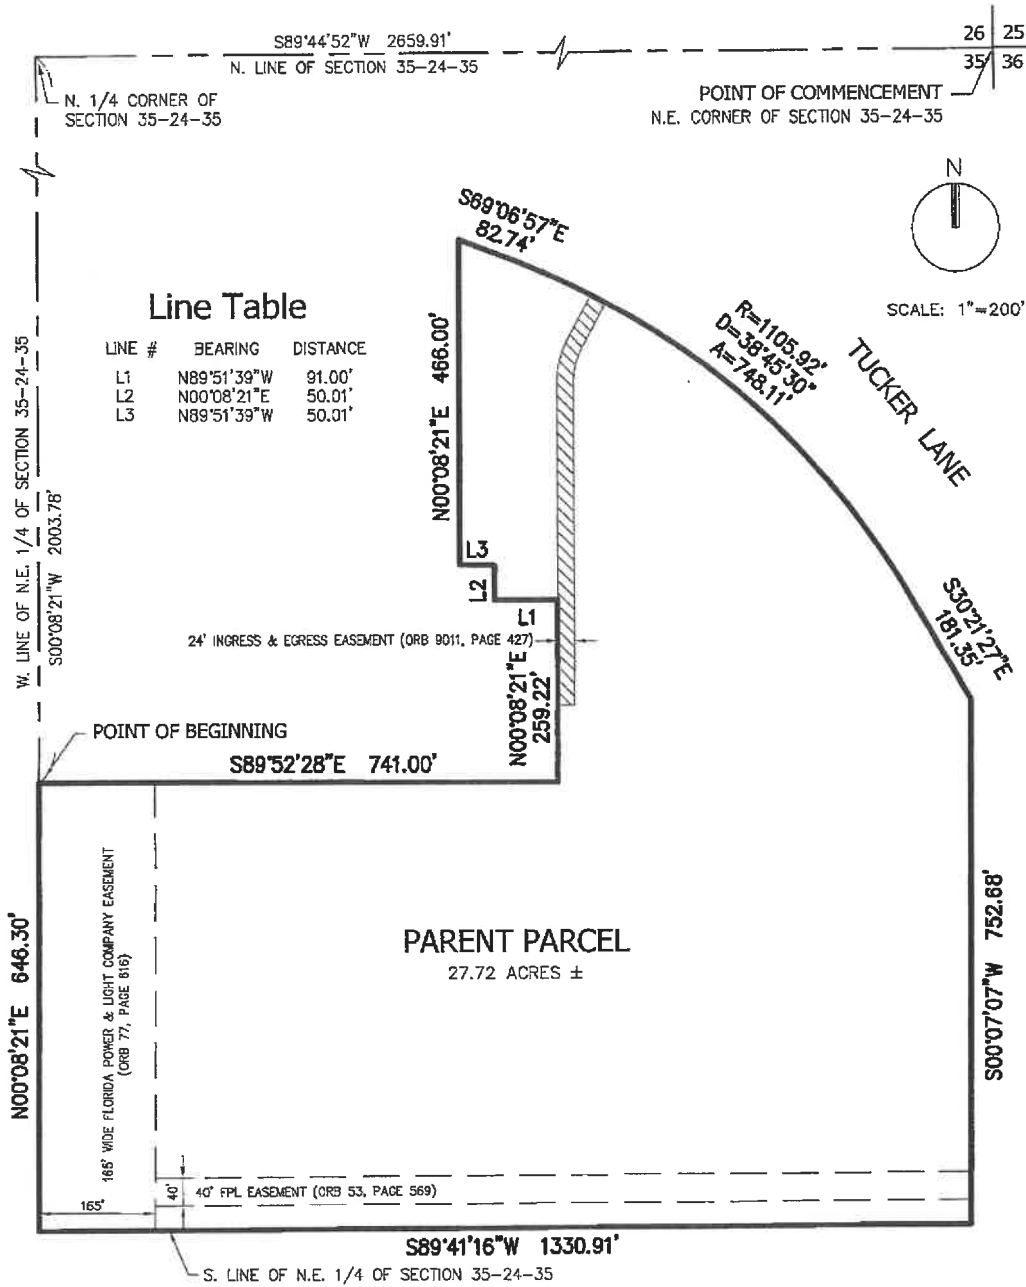 S89°44'52"W 2659.91'
N. LINE OF SECTION 35-24-35
26 25
35 36
N. 1/4 CORNER OF
SECTION 35-24-35
POINT OF COMMENCEMENT
N.E. CORNER OF SECTION 35-24-35
N
SCALE: 1"=200'
S69°06'57"E
82.74'
Line Table
LINE # BEARING DISTANCE
L1 N89°51'39"W 91.00'
L2 N00°08'21"E 50.01'
L3 N89°51'39"W 50.01'
N00°08'21"E 466.00'
R=1105.92'
D=38°45'30"
A=748.11'
TUCKER LANE
W. LINE OF N.E. 1/4 OF SECTION 35-24-35
S00°08'21"W 2003.78'
L3
L2
L1
S30°21'27"E
181.35'
24' INGRESS & EGRESS EASEMENT (ORB 9011, PAGE 427)
N00°08'21"E
259.22'
POINT OF BEGINNING
S89°52'28"E 741.00'
N00°08'21"E 646.30'
165' WIDE FLORIDA POWER & LIGHT COMPANY EASEMENT
(ORB 77, PAGE 616)
PARENT PARCEL
27.72 ACRES ±
S00°07'07"W 752.68'
165'
40'
40' FPL EASEMENT (ORB 53, PAGE 569)
S89°41'16"W 1330.91'
S. LINE OF N.E. 1/4 OF SECTION 35-24-35